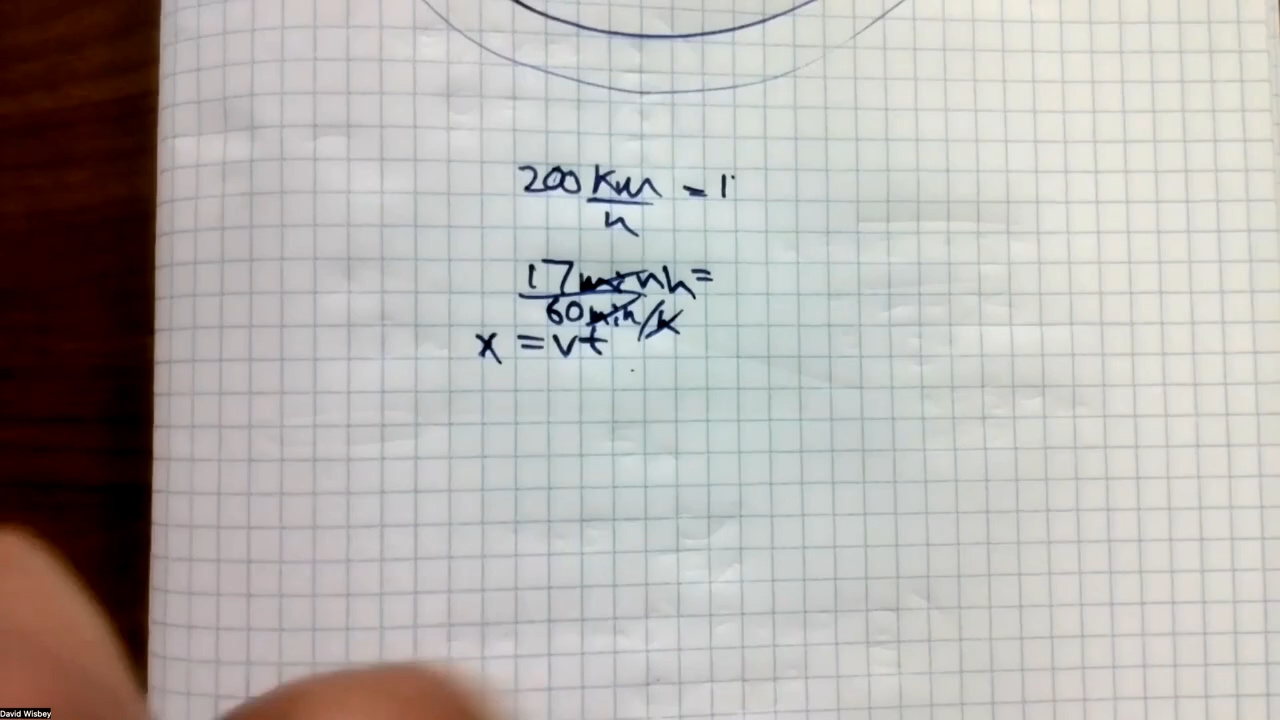 200 km = 1
h
17 min h =
60 min/h
x = vt
David Wisbey